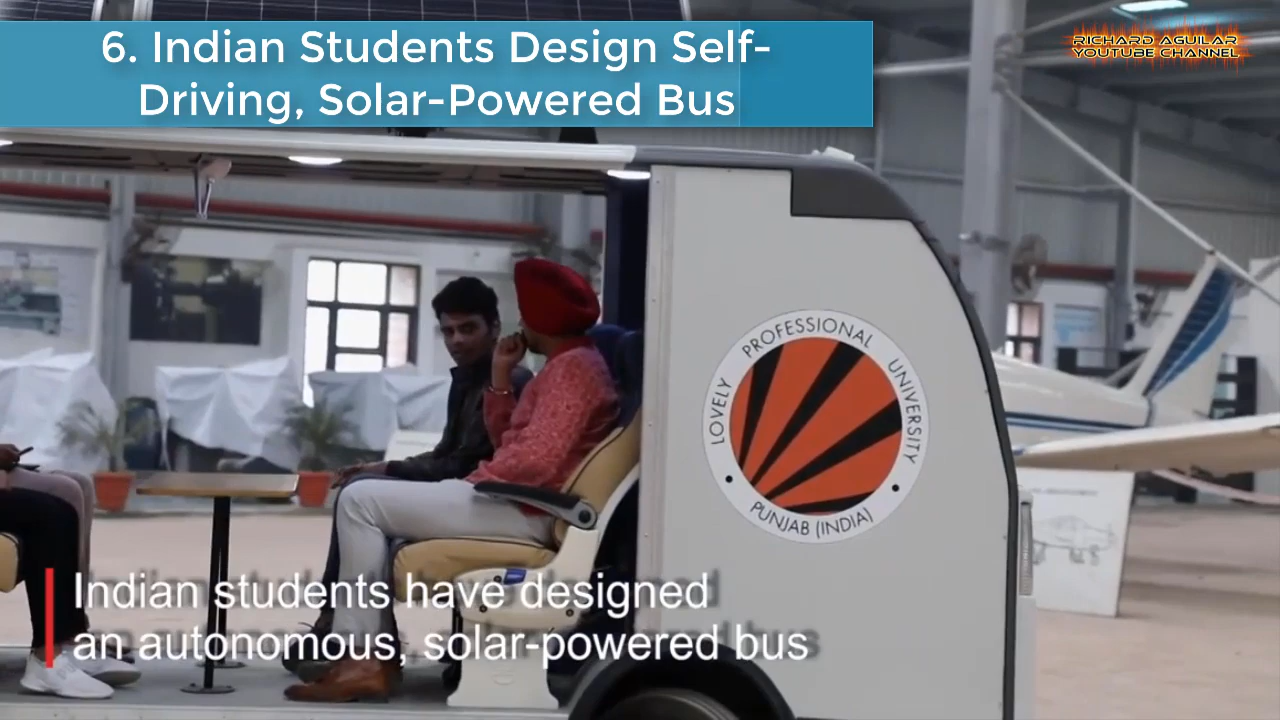 6. Indian Students Design Self-
Driving, Solar-Powered Bus
RICHARD AGUILAR
YOUTUBE CHANNEL
LOVELY PROFESSIONAL UNIVERSITY
PUNJAB (INDIA)
Indian students have designed
an autonomous, solar-powered bus